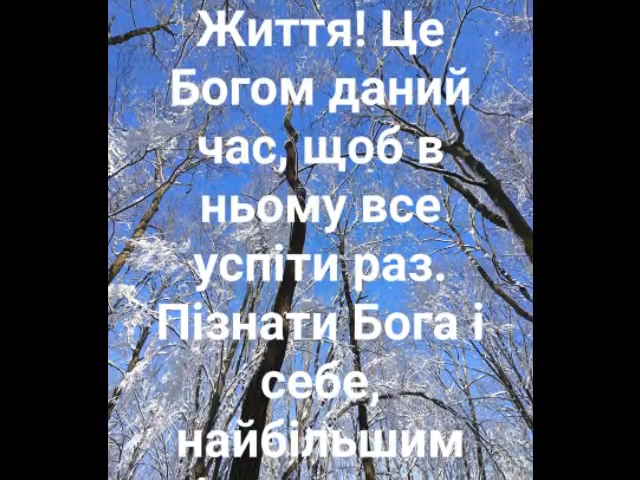 Життя! Це
Богом даний
час, щоб в
ньому все
успіти раз.
Пізнати Бога і
себе,
найбільшим